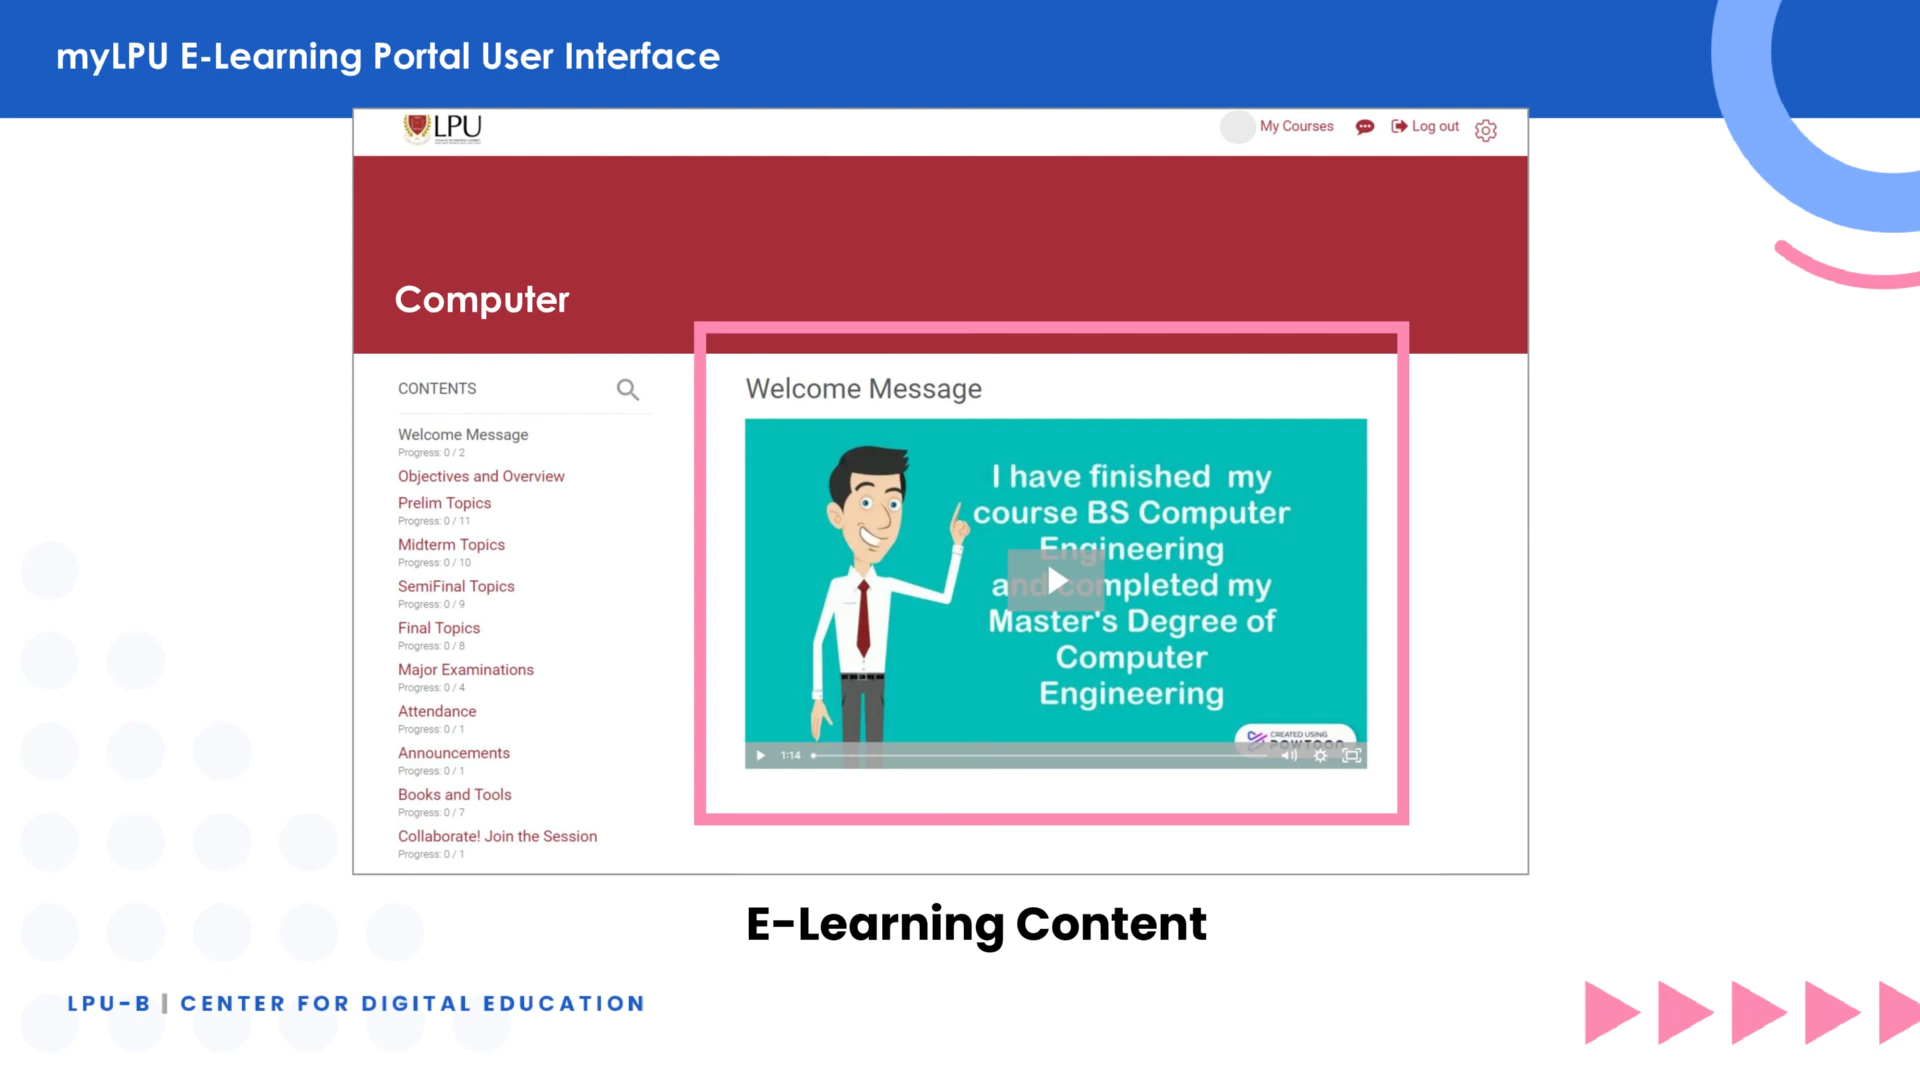 myLPU E-Learning Portal User Interface
LPU
My Courses
Log out
Computer
CONTENTS
Welcome Message
Progress: 0 / 2
Objectives and Overview
Prelim Topics
Progress: 0 / 11
Midterm Topics
Progress: 0 / 10
SemiFinal Topics
Progress: 0 / 9
Final Topics
Progress: 0 / 8
Major Examinations
Progress: 0 / 4
Attendance
Progress: 0 / 1
Announcements
Progress: 0 / 1
Books and Tools
Progress: 0 / 7
Collaborate! Join the Session
Progress: 0 / 1
Welcome Message
I have finished my
course BS Computer
Engineering
and completed my
Master's Degree of
Computer
Engineering
CREATED USING
POWTOON
1:14
E-Learning Content
LPU-B | CENTER FOR DIGITAL EDUCATION